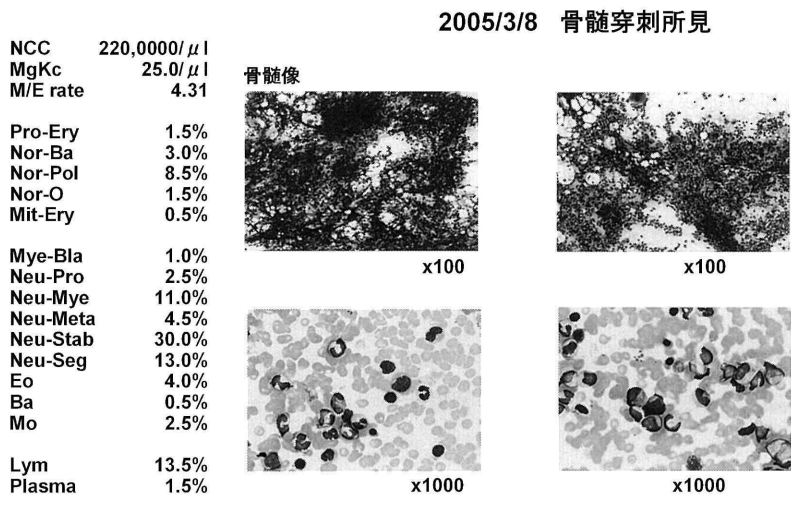 2005/3/8 骨髄穿刺所見
NCC 220,0000/μl
MgKc 25.0/μl
M/E rate 4.31
Pro-Ery 1.5%
Nor-Ba 3.0%
Nor-Pol 8.5%
Nor-O 1.5%
Mit-Ery 0.5%
Mye-Bla 1.0%
Neu-Pro 2.5%
Neu-Mye 11.0%
Neu-Meta 4.5%
Neu-Stab 30.0%
Neu-Seg 13.0%
Eo 4.0%
Ba 0.5%
Mo 2.5%
Lym 13.5%
Plasma 1.5%
骨髄像
x100
x100
x1000
x1000